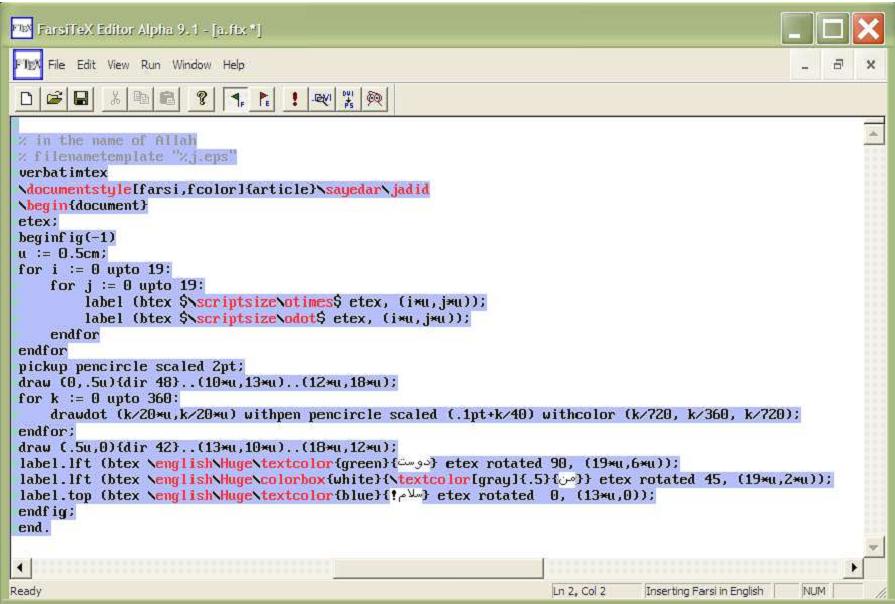 FarsiTeX Editor Alpha 9.1 - [a.ftx *]
File Edit View Run Window Help
% in the name of Allah
% filenametemplate "%j.eps"
verbatimtex
\documentstyle[farsi,fcolor]{article}\sayedar\jadid
\begin{document}
etex;
beginfig(-1)
u := 0.5cm;
for i := 0 upto 19:
    for j := 0 upto 19:
        label (btex $\scriptsize\otimes$ etex, (i*u,j*u));
        label (btex $\scriptsize\odot$ etex, (i*u,j*u));
    endfor
endfor
pickup pencircle scaled 2pt;
draw (0,.5u){dir 48}..(10*u,13*u)..(12*u,18*u);
for k := 0 upto 360:
    drawdot (k/20*u,k/20*u) withpen pencircle scaled (.1pt+k/40) withcolor (k/720, k/360, k/720);
endfor;
draw (.5u,0){dir 42}..(13*u,10*u)..(18*u,12*u);
label.lft (btex \english\Huge\textcolor{green}{دوست} etex rotated 90, (19*u,6*u));
label.lft (btex \english\Huge\colorbox{white}{\textcolor[gray]{.5}{من}} etex rotated 45, (19*u,2*u));
label.top (btex \english\Huge\textcolor{blue}{سلام!} etex rotated  0, (13*u,0));
endfig;
end.
Ready Ln 2, Col 2 Inserting Farsi in English NUM